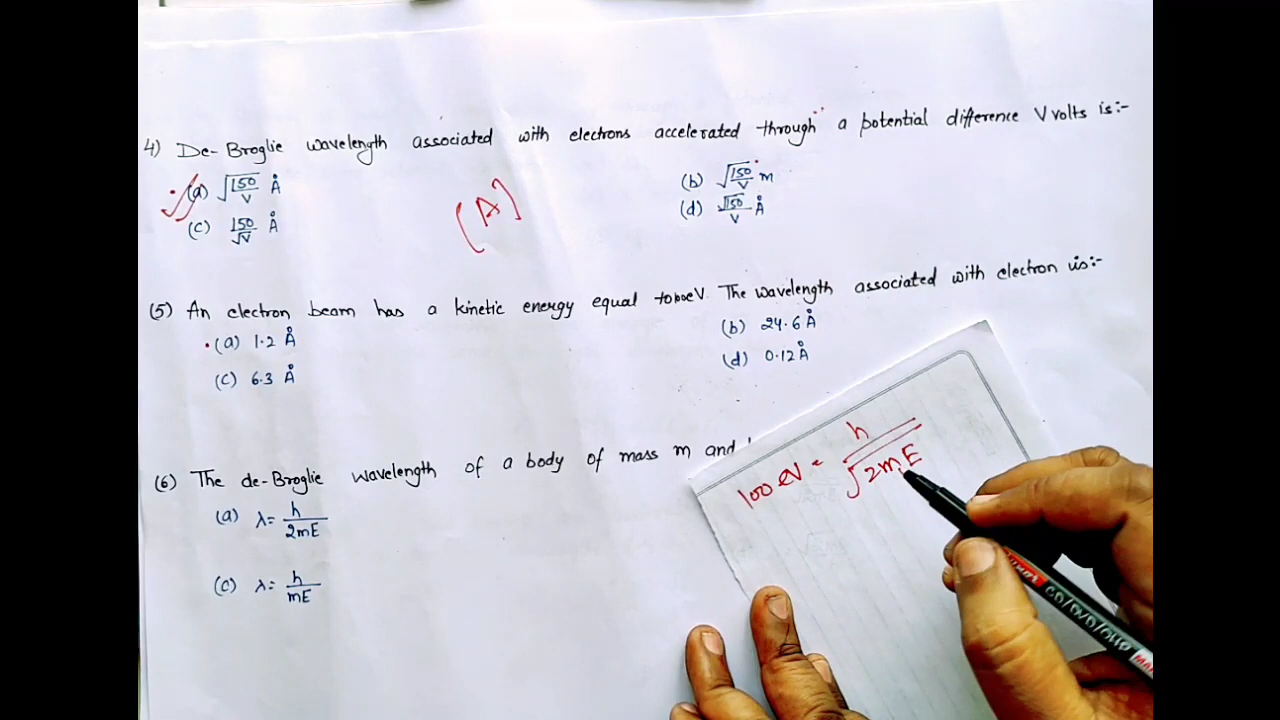 4) De-Broglie wavelength associated with electrons accelerated through a potential difference V volts is:-
(a) √150/V Å (b) √150/V m
(A)
(c) 150/√V Å (d) √150/V Å
(5) An electron beam has a kinetic energy equal to 100eV. The wavelength associated with electron is:-
(a) 1.2 Å (b) 24.6 Å
(c) 6.3 Å (d) 0.12 Å
100 eV = h/√2mE
(6) The de-Broglie wavelength of a body of mass m and
(a) λ= h/2mE
(c) λ= h/mE